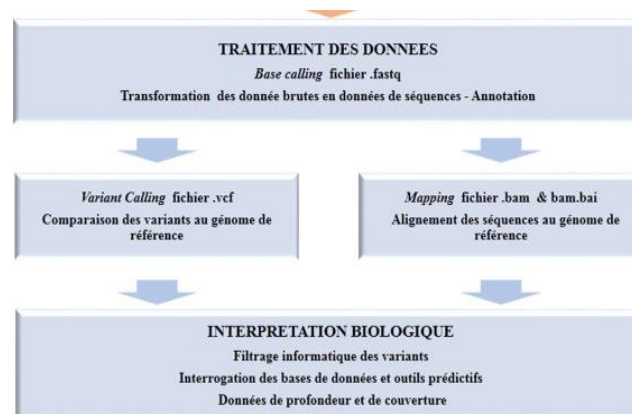 TRAITEMENT DES DONNEES
Base calling fichier .fastq
Transformation des donnée brutes en données de séquences - Annotation
Variant Calling fichier .vcf
Comparaison des variants au génome de
référence
Mapping fichier .bam & bam.bai
Alignement des séquences au génome de
référence
INTERPRETATION BIOLOGIQUE
Filtrage informatique des variants
Interrogation des bases de données et outils prédictifs
Données de profondeur et de couverture